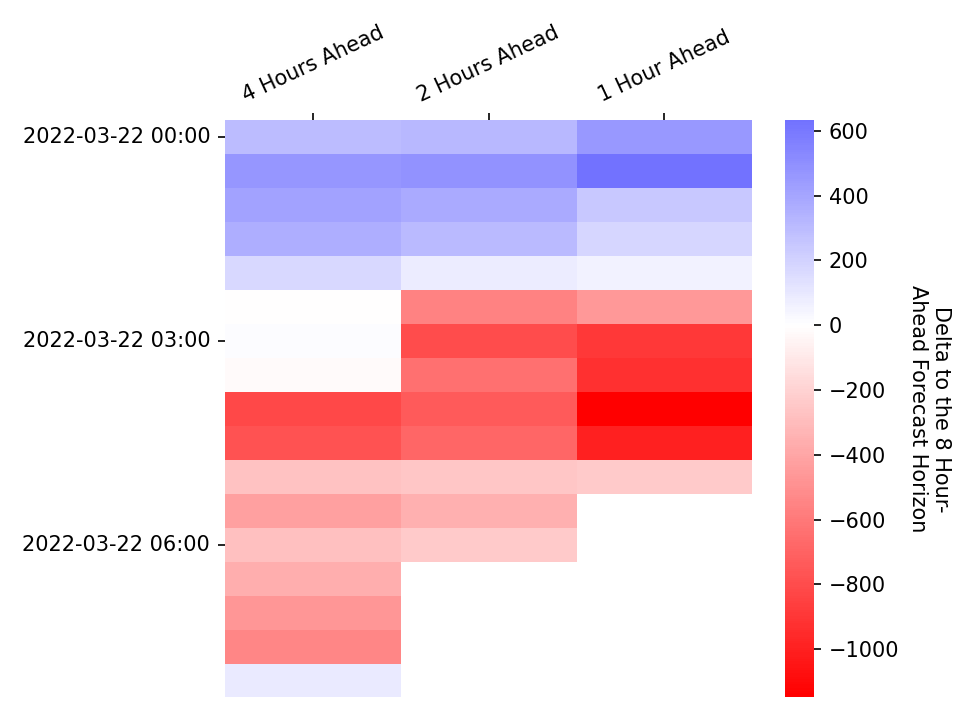 4 Hours Ahead
2 Hours Ahead
1 Hour Ahead
2022-03-22 00:00
2022-03-22 03:00
2022-03-22 06:00
600
400
200
0
−200
−400
−600
−800
−1000
Delta to the 8 Hour-
Ahead Forecast Horizon